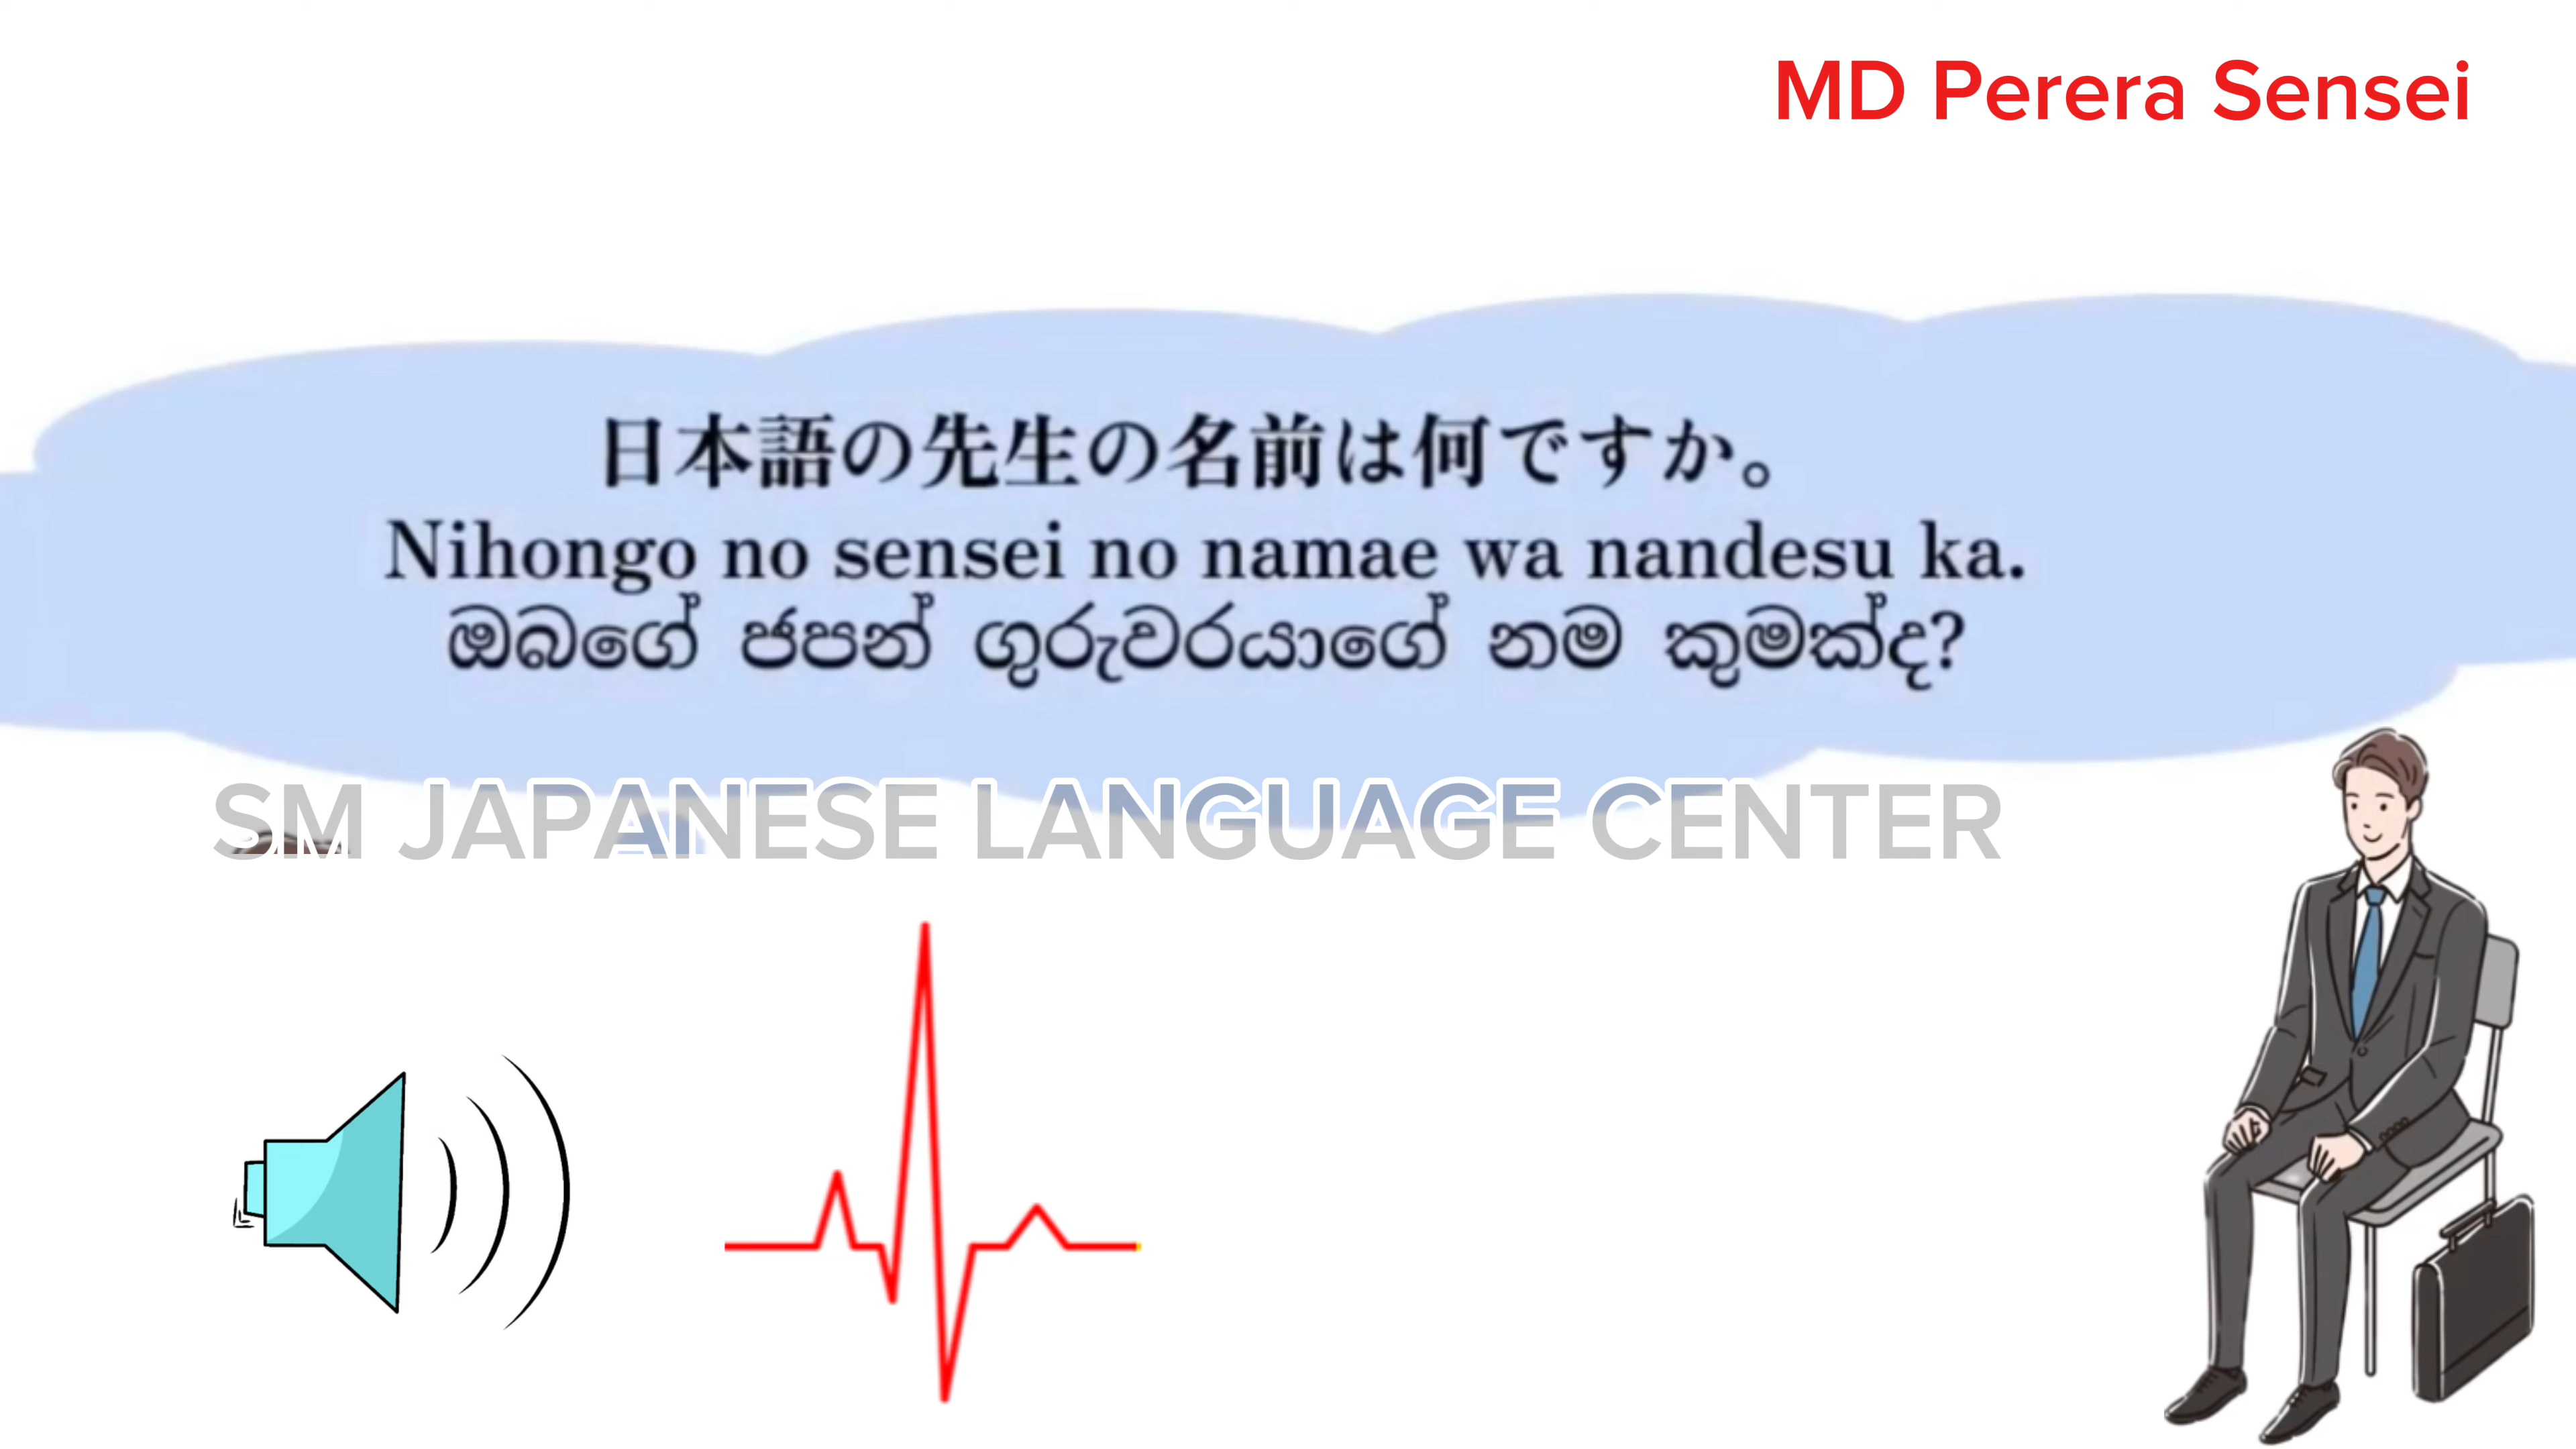 MD Perera Sensei
日本語の先生の名前は何ですか。
Nihongo no sensei no namae wa nandesu ka.
ඔබගේ ජපන් ගුරුවරයාගේ නම කුමක්ද?
SM JAPANESE LANGUAGE CENTER